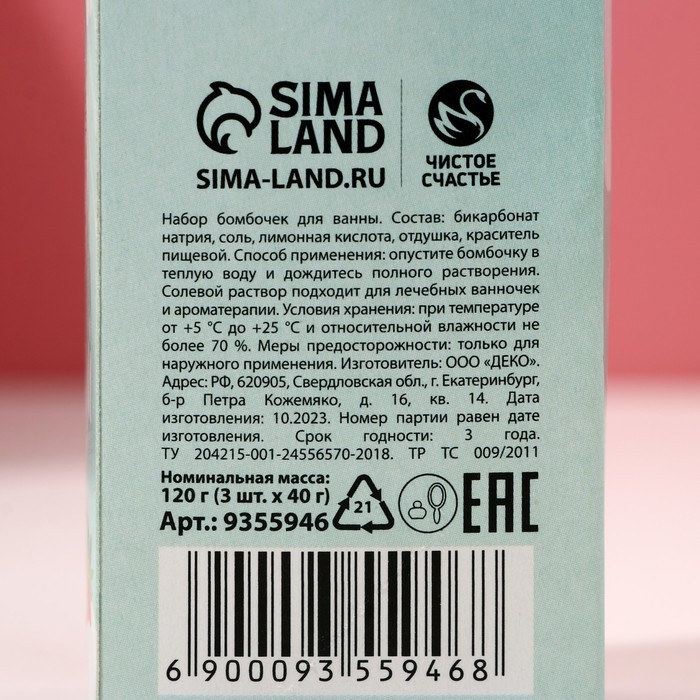 SIMA
LAND
SIMA-LAND.RU
ЧИСТОЕ
СЧАСТЬЕ
Набор бомбочек для ванны. Состав: бикарбонат
натрия, соль, лимонная кислота, отдушка, краситель
пищевой. Способ применения: опустите бомбочку в
теплую воду и дождитесь полного растворения.
Солевой раствор подходит для лечебных ванночек
и ароматерапии. Условия хранения: при температуре
от +5 °С до +25 °С и относительной влажности не
более 70 %. Меры предосторожности: только для
наружного применения. Изготовитель: ООО «ДЕКО».
Адрес: РФ, 620905, Свердловская обл., г. Екатеринбург,
б-р Петра Кожемяко, д. 16, кв. 14. Дата
изготовления: 10.2023. Номер партии равен дате
изготовления. Срок годности: 3 года.
ТУ 204215-001-24556570-2018. ТР ТС 009/2011
Номинальная масса:
120 г (3 шт. х 40 г)
Арт.: 9355946
21
ЕАС
6 900093 559468